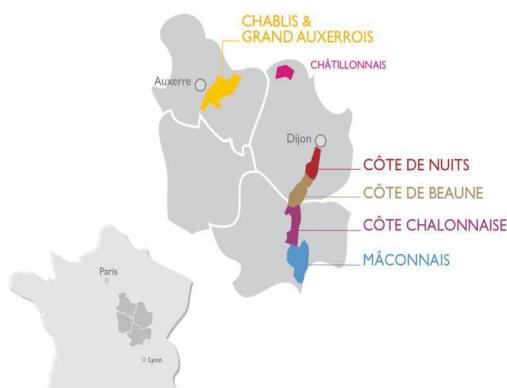 CHABLIS &
GRAND AUXERROIS
CHÂTILLONNAIS
Auxerre
Dijon
CÔTE DE NUITS
CÔTE DE BEAUNE
CÔTE CHALONNAISE
MÂCONNAIS
Paris
Lyon